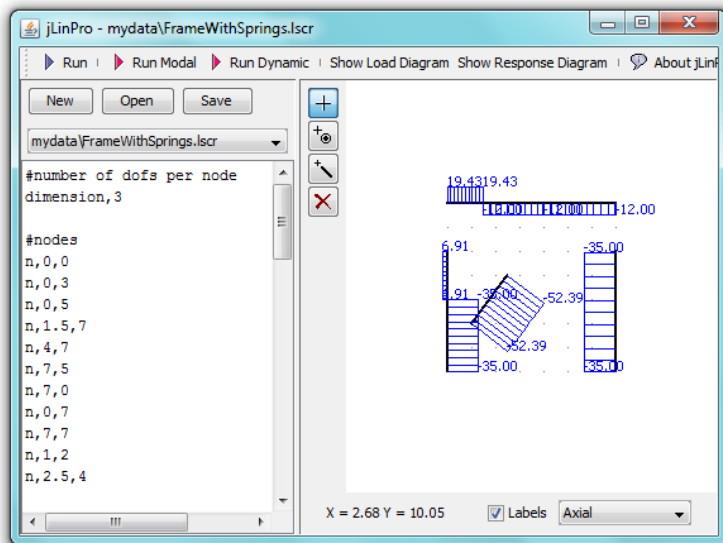 jLinPro - mydata\FrameWithSprings.lscr
Run Run Modal Run Dynamic Show Load Diagram Show Response Diagram About jLinP
New Open Save
mydata\FrameWithSprings.lscr
#number of dofs per node
dimension,3
#nodes
n,0,0
n,0,3
n,0,5
n,1.5,7
n,4,7
n,7,5
n,7,0
n,0,7
n,7,7
n,1,2
n,2.5,4
19.43 19.43
-12.00 -12.00
6.91 -35.00
-35.00 -52.39
-52.39
-35.00 -35.00
X = 2.68 Y = 10.05 Labels Axial